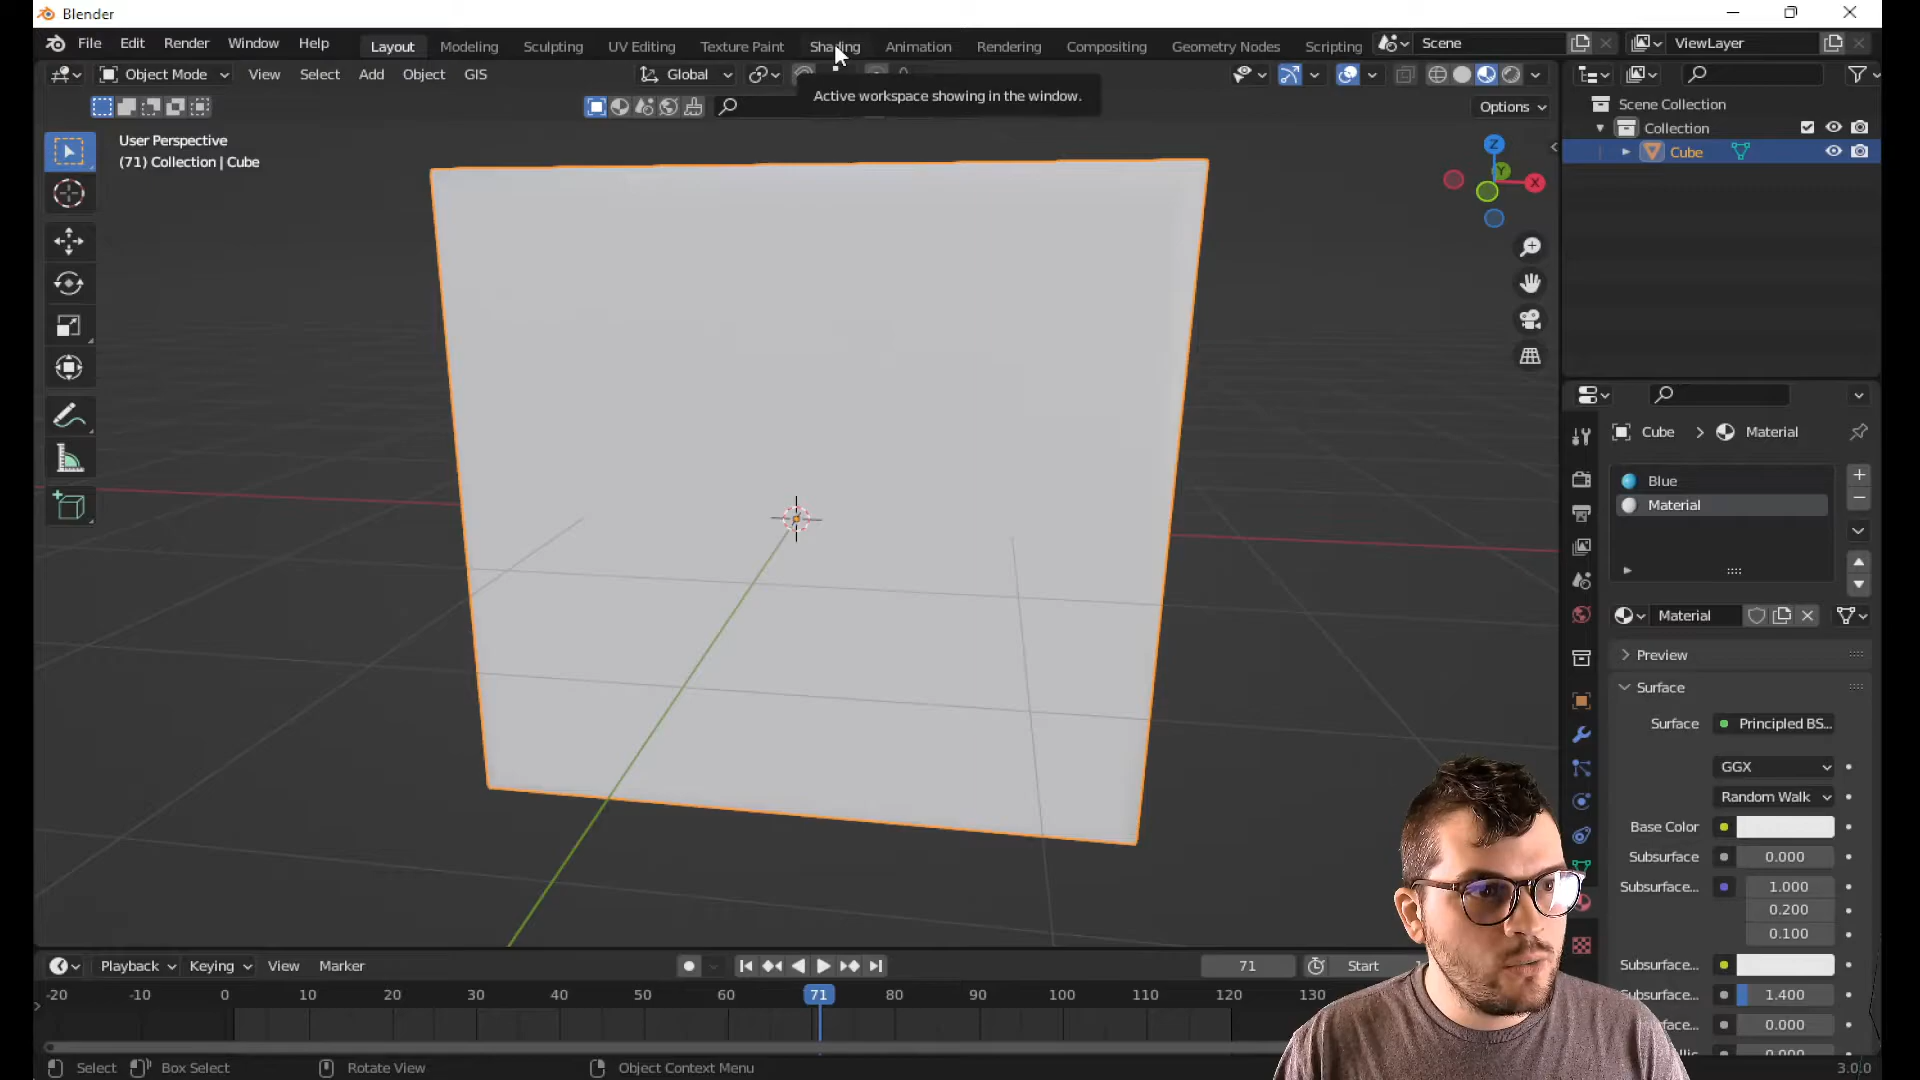 Blender
File Edit Render Window Help Layout Modeling Sculpting UV Editing Texture Paint Shading Animation Rendering Compositing Geometry Nodes Scripting Scene ViewLayer
Object Mode View Select Add Object GIS Global
Active workspace showing in the window.
Options
User Perspective
(71) Collection | Cube
Z
Y
X
Scene Collection
Collection
Cube
Cube > Material
Blue
Material
Material
Preview
Surface
Surface Principled BS...
GGX
Random Walk
Base Color
Subsurface 0.000
Subsurface... 1.000
0.200
0.100
Subsurface...
Subsurface... 1.400
0.000
Playback Keying View Marker 71 Start
-20 -10 0 10 20 30 40 50 60 71 80 90 100 110 120 130
Select Box Select Rotate View Object Context Menu 3.0.0